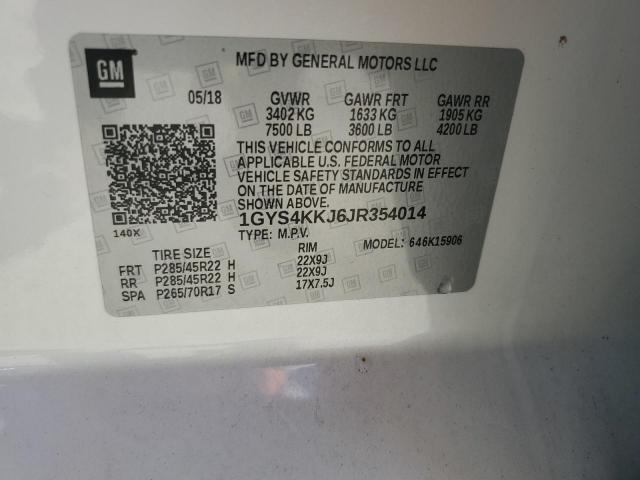 GM
MFD BY GENERAL MOTORS LLC
05/18 GVWR GAWR FRT GAWR RR
3402 KG 1633 KG 1905 KG
7500 LB 3600 LB 4200 LB
THIS VEHICLE CONFORMS TO ALL
APPLICABLE U.S. FEDERAL MOTOR
VEHICLE SAFETY STANDARDS IN EFFECT
ON THE DATE OF MANUFACTURE
SHOWN ABOVE.
1GYS4KKJ6JR354014
140X TYPE: M.P.V. MODEL: 646K15906
TIRE SIZE RIM
FRT P285/45R22 H 22X9J
RR P285/45R22 H 22X9J
SPA P265/70R17 S 17X7.5J